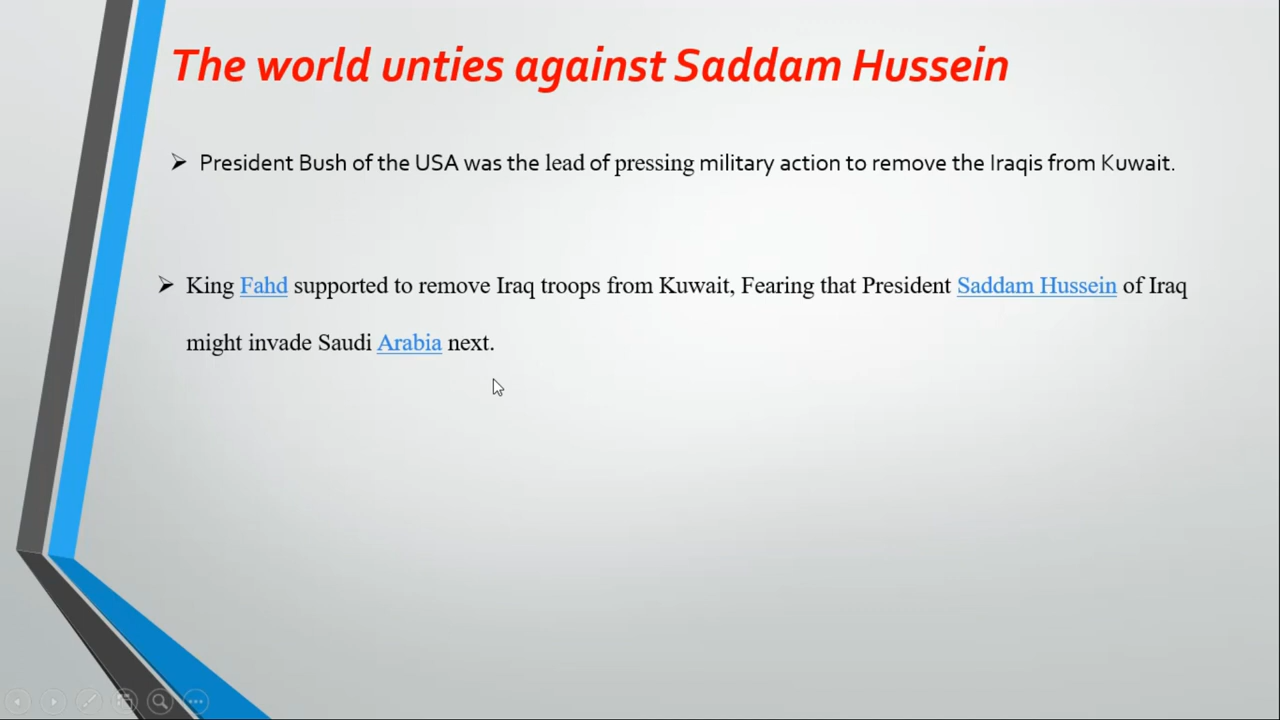 The world unties against Saddam Hussein
President Bush of the USA was the lead of pressing military action to remove the Iraqis from Kuwait.
King Fahd supported to remove Iraq troops from Kuwait, Fearing that President Saddam Hussein of Iraq
might invade Saudi Arabia next.